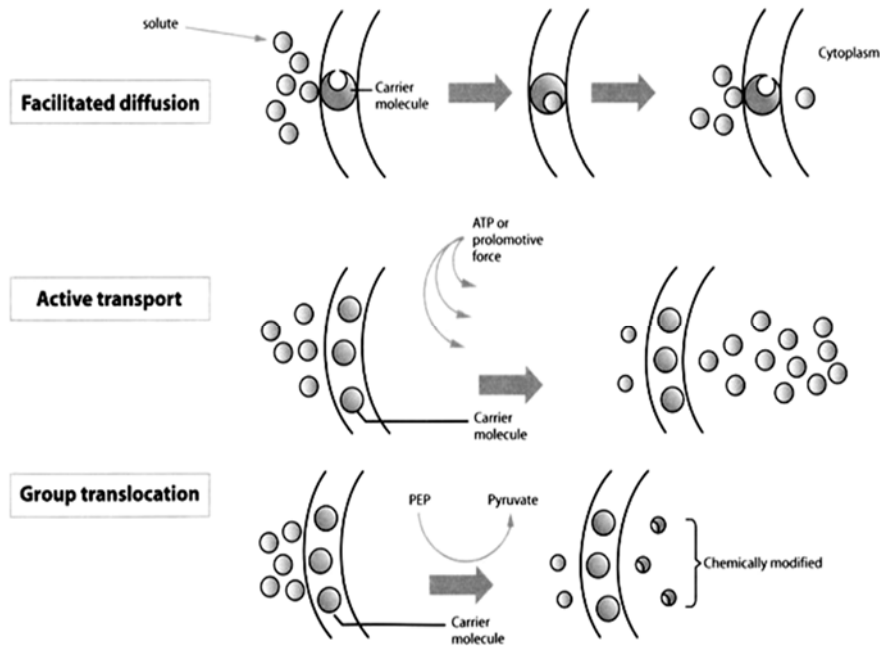 solute
Cytoplasm
Facilitated diffusion
Carrier
molecule
ATP or
prolomotive
force
Active transport
Carrier
molecule
Group translocation
PEP
Pyruvate
Chemically modified
Carrier
molecule